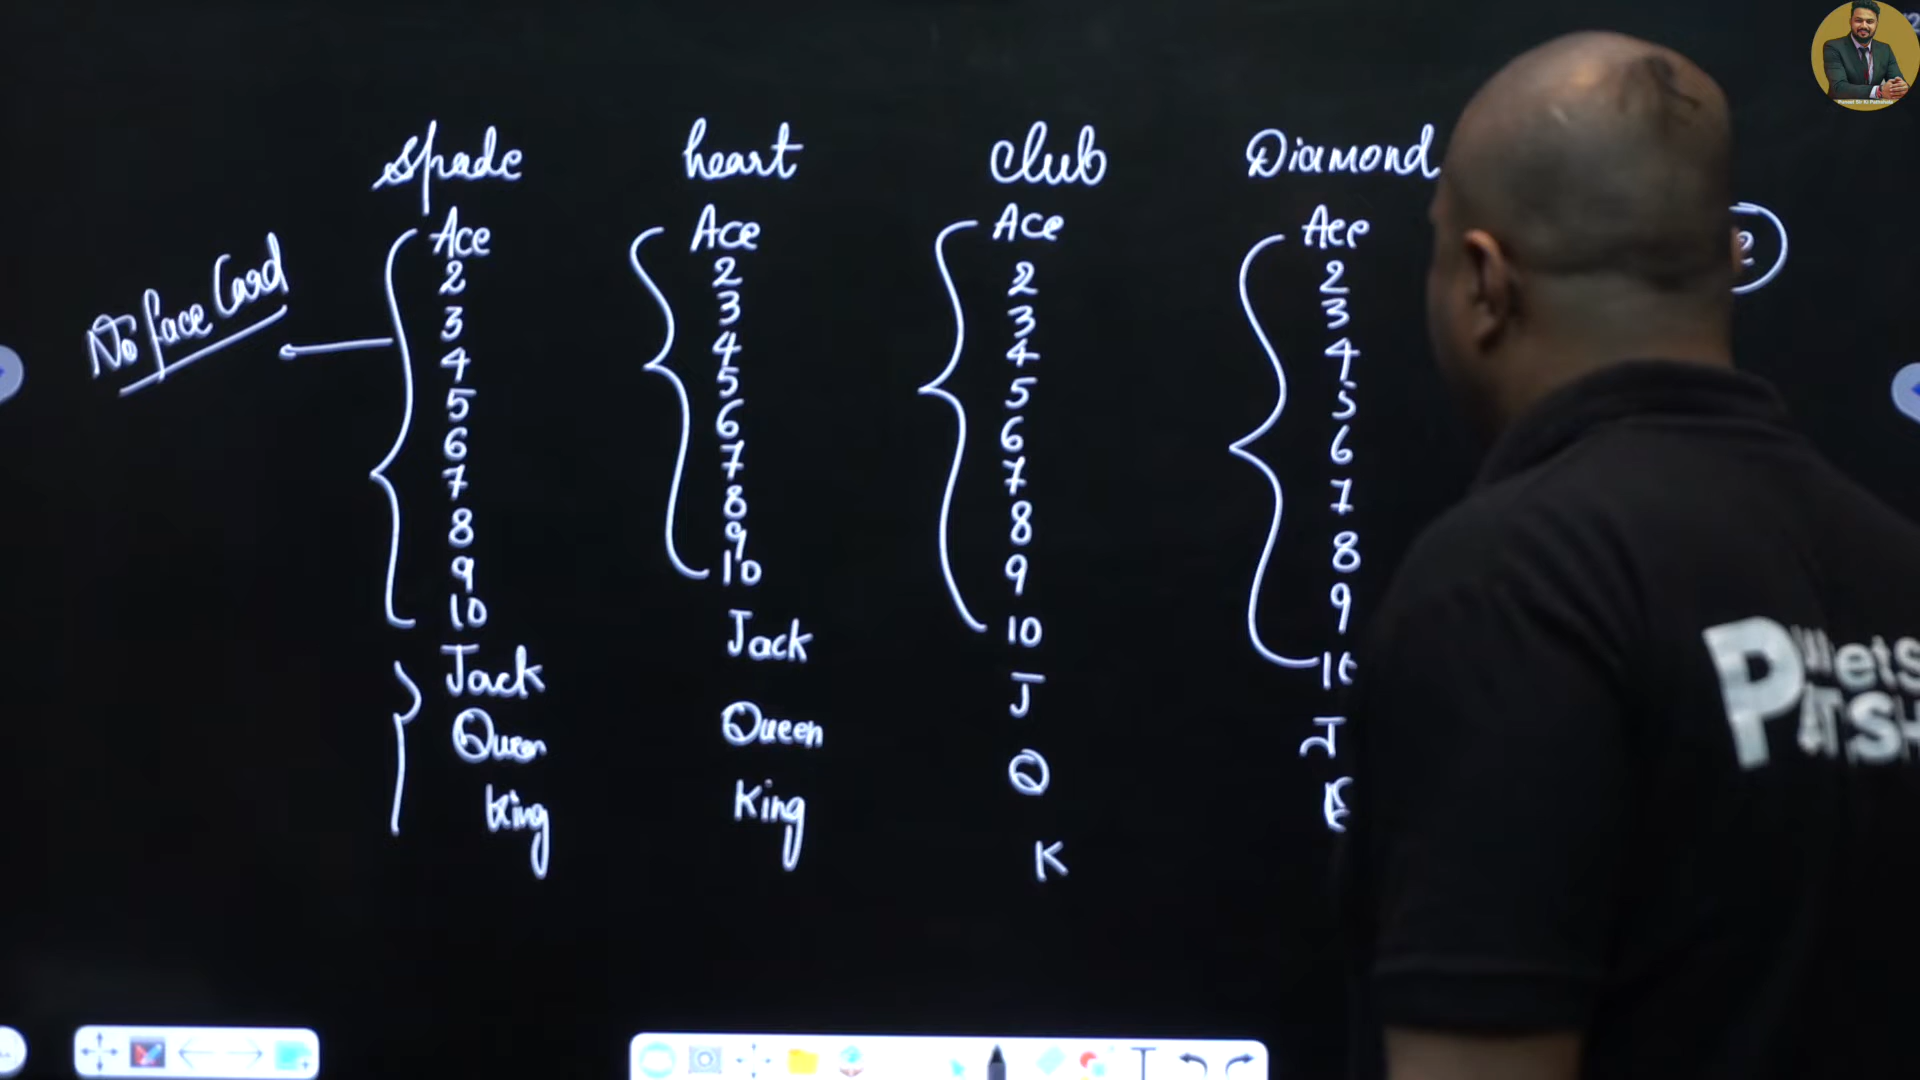 Spade heart Club Diamond
Ace Ace Ace Ace
No face Card
2 2 2 2
3 3 3 3
4 4 4 4
5 5 5 5
6 6 6 6
7 7 7 7
8 8 8 8
9 9 9 9
10 10 10 10
Jack Jack J J
Queen Queen Q
King King K